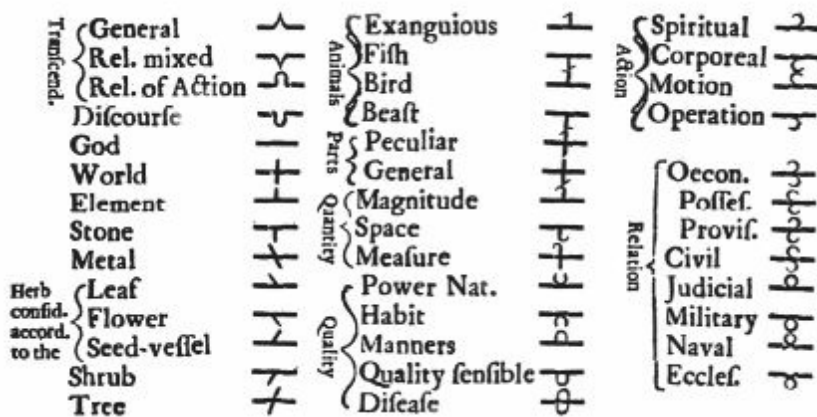 Transcend.
General
Rel. mixed
Rel. of Action
Diſcourſe
God
World
Element
Stone
Metal
Herb
confid.
accord.
to the
Leaf
Flower
Seed-veſſel
Shrub
Tree
Animals
Exanguious
Fiſh
Bird
Beaſt
Parts
Peculiar
General
Quantity
Magnitude
Space
Meaſure
Quality
Power Nat.
Habit
Manners
Quality ſenſible
Diſeaſe
Action
Spiritual
Corporeal
Motion
Operation
Relation
Oecon.
Poſſeſ.
Proviſ.
Civil
Judicial
Military
Naval
Eccleſ.